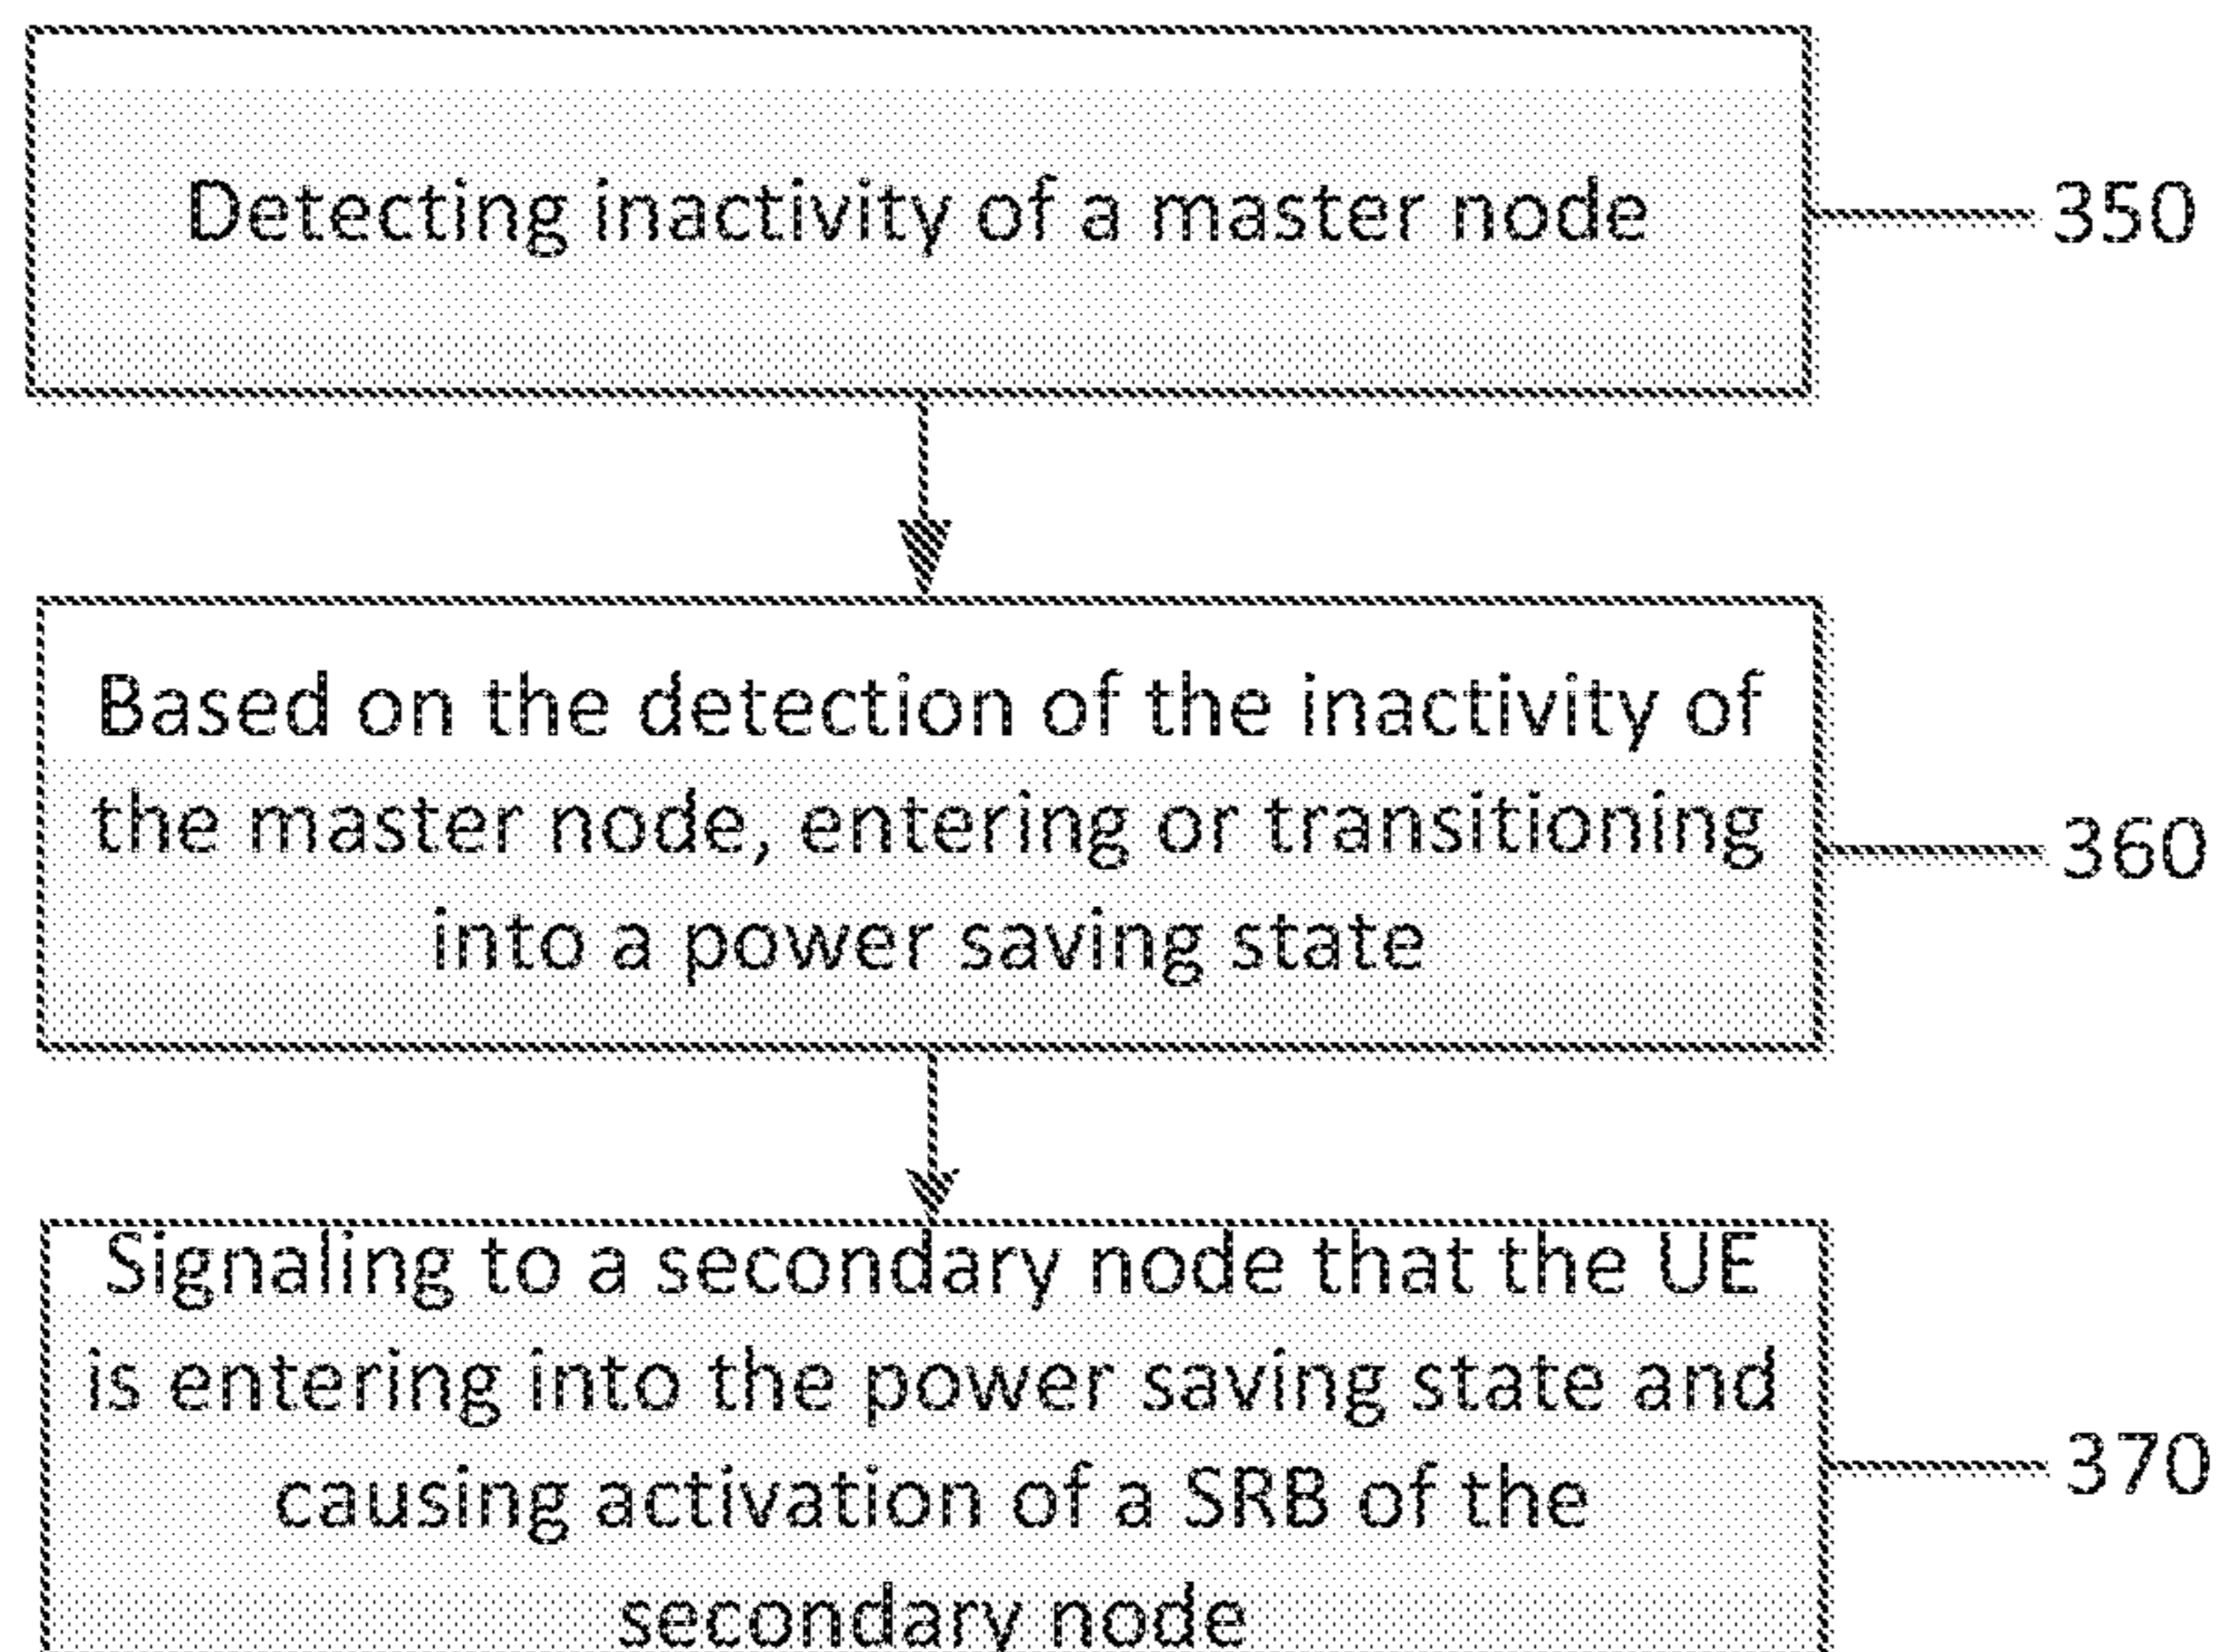 Detecting inactivity of a master node
350
Based on the detection of the inactivity of
the master node, entering or transitioning
into a power saving state
360
Signaling to a secondary node that the UE
is entering into the power saving state and
causing activation of a SRB of the
secondary node
370